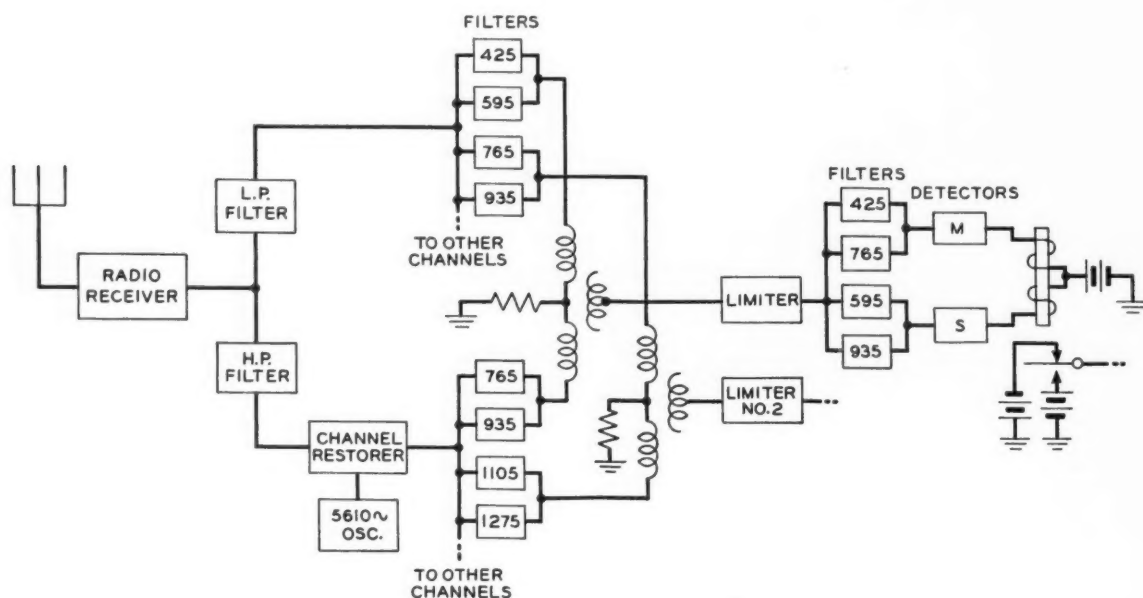 FILTERS
425
595
765
935
TO OTHER
CHANNELS
L.P.
FILTER
RADIO
RECEIVER
H.P.
FILTER
CHANNEL
RESTORER
5610~
OSC.
765
935
1105
1275
TO OTHER
CHANNELS
LIMITER
LIMITER
NO.2
FILTERS
425
765
595
935
DETECTORS
M
S